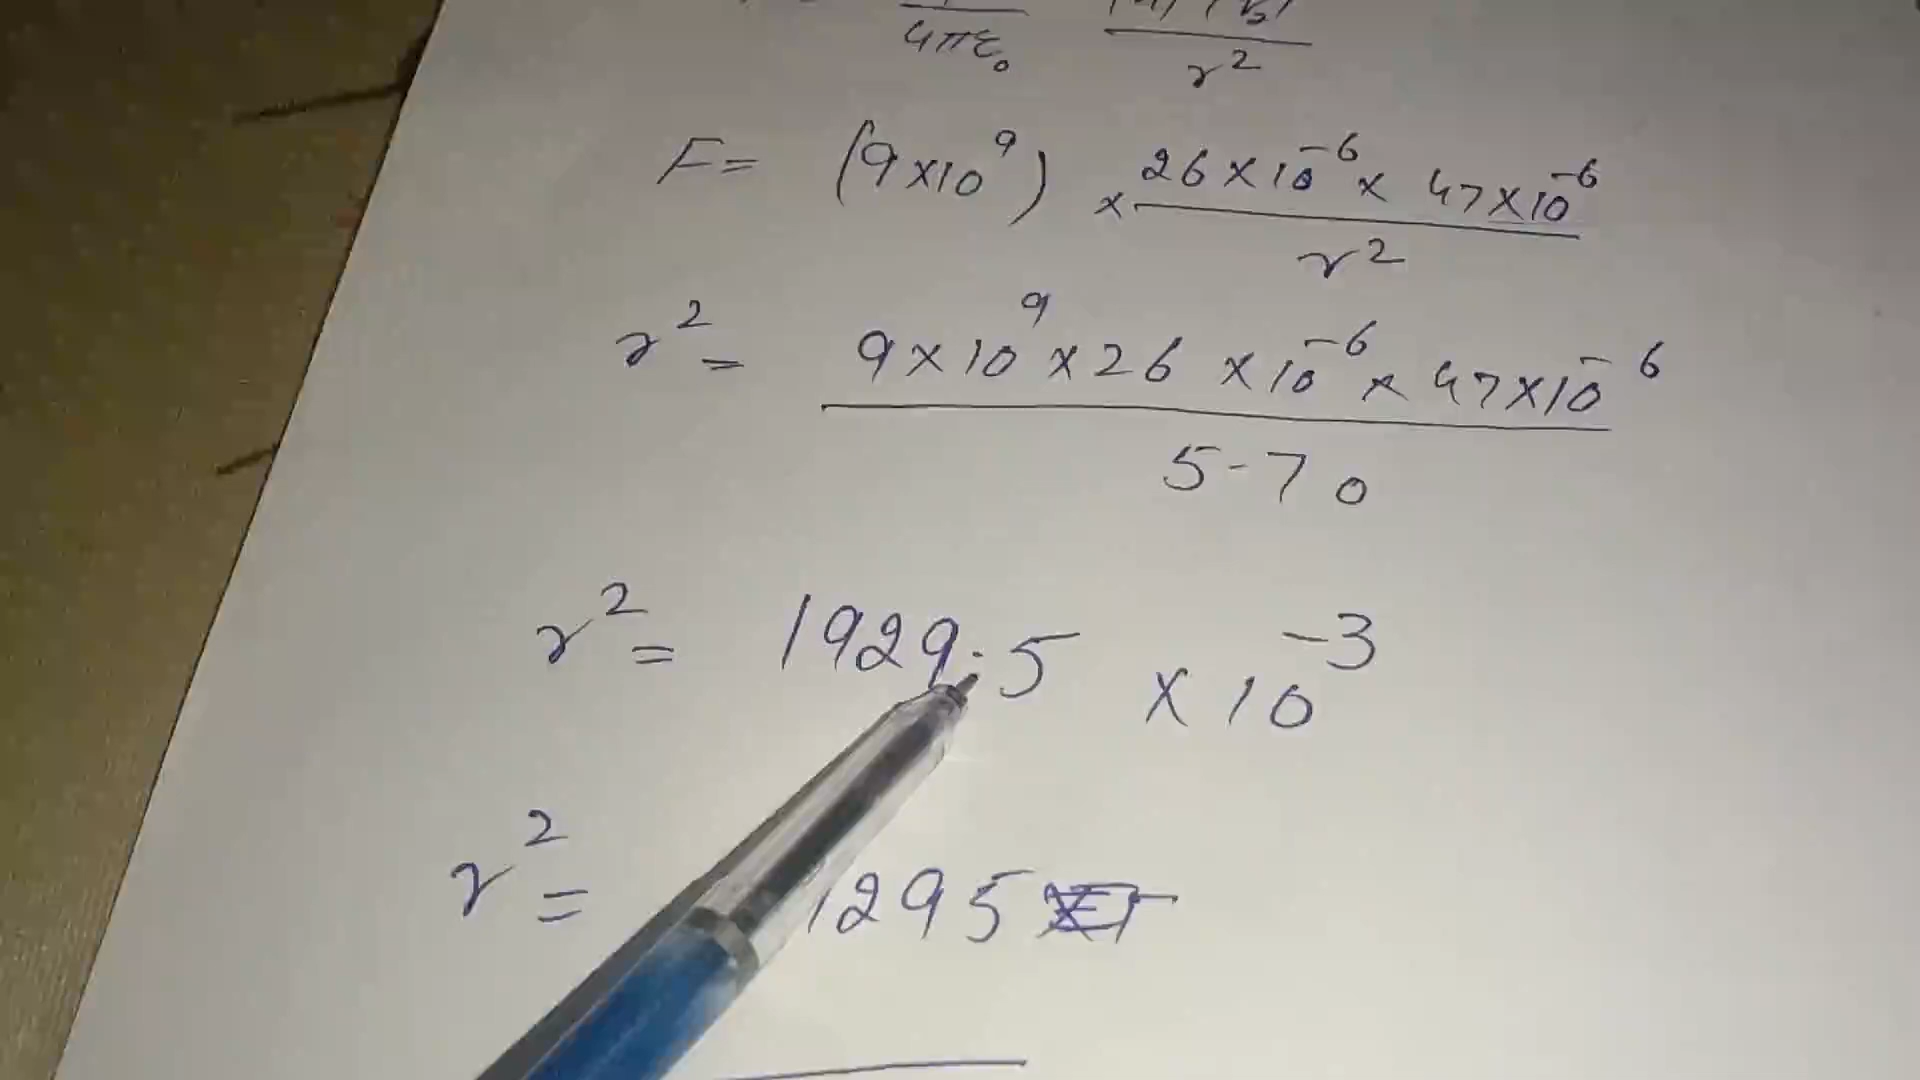 4πε₀ r²
F = (9×10⁹) × 26×10⁻⁶ × 47×10⁻⁶
r²
r² = 9×10⁹×26 ×10⁻⁶ × 47×10⁻⁶
5.70
r² = 1929.5 ×10⁻³
r² = 1295